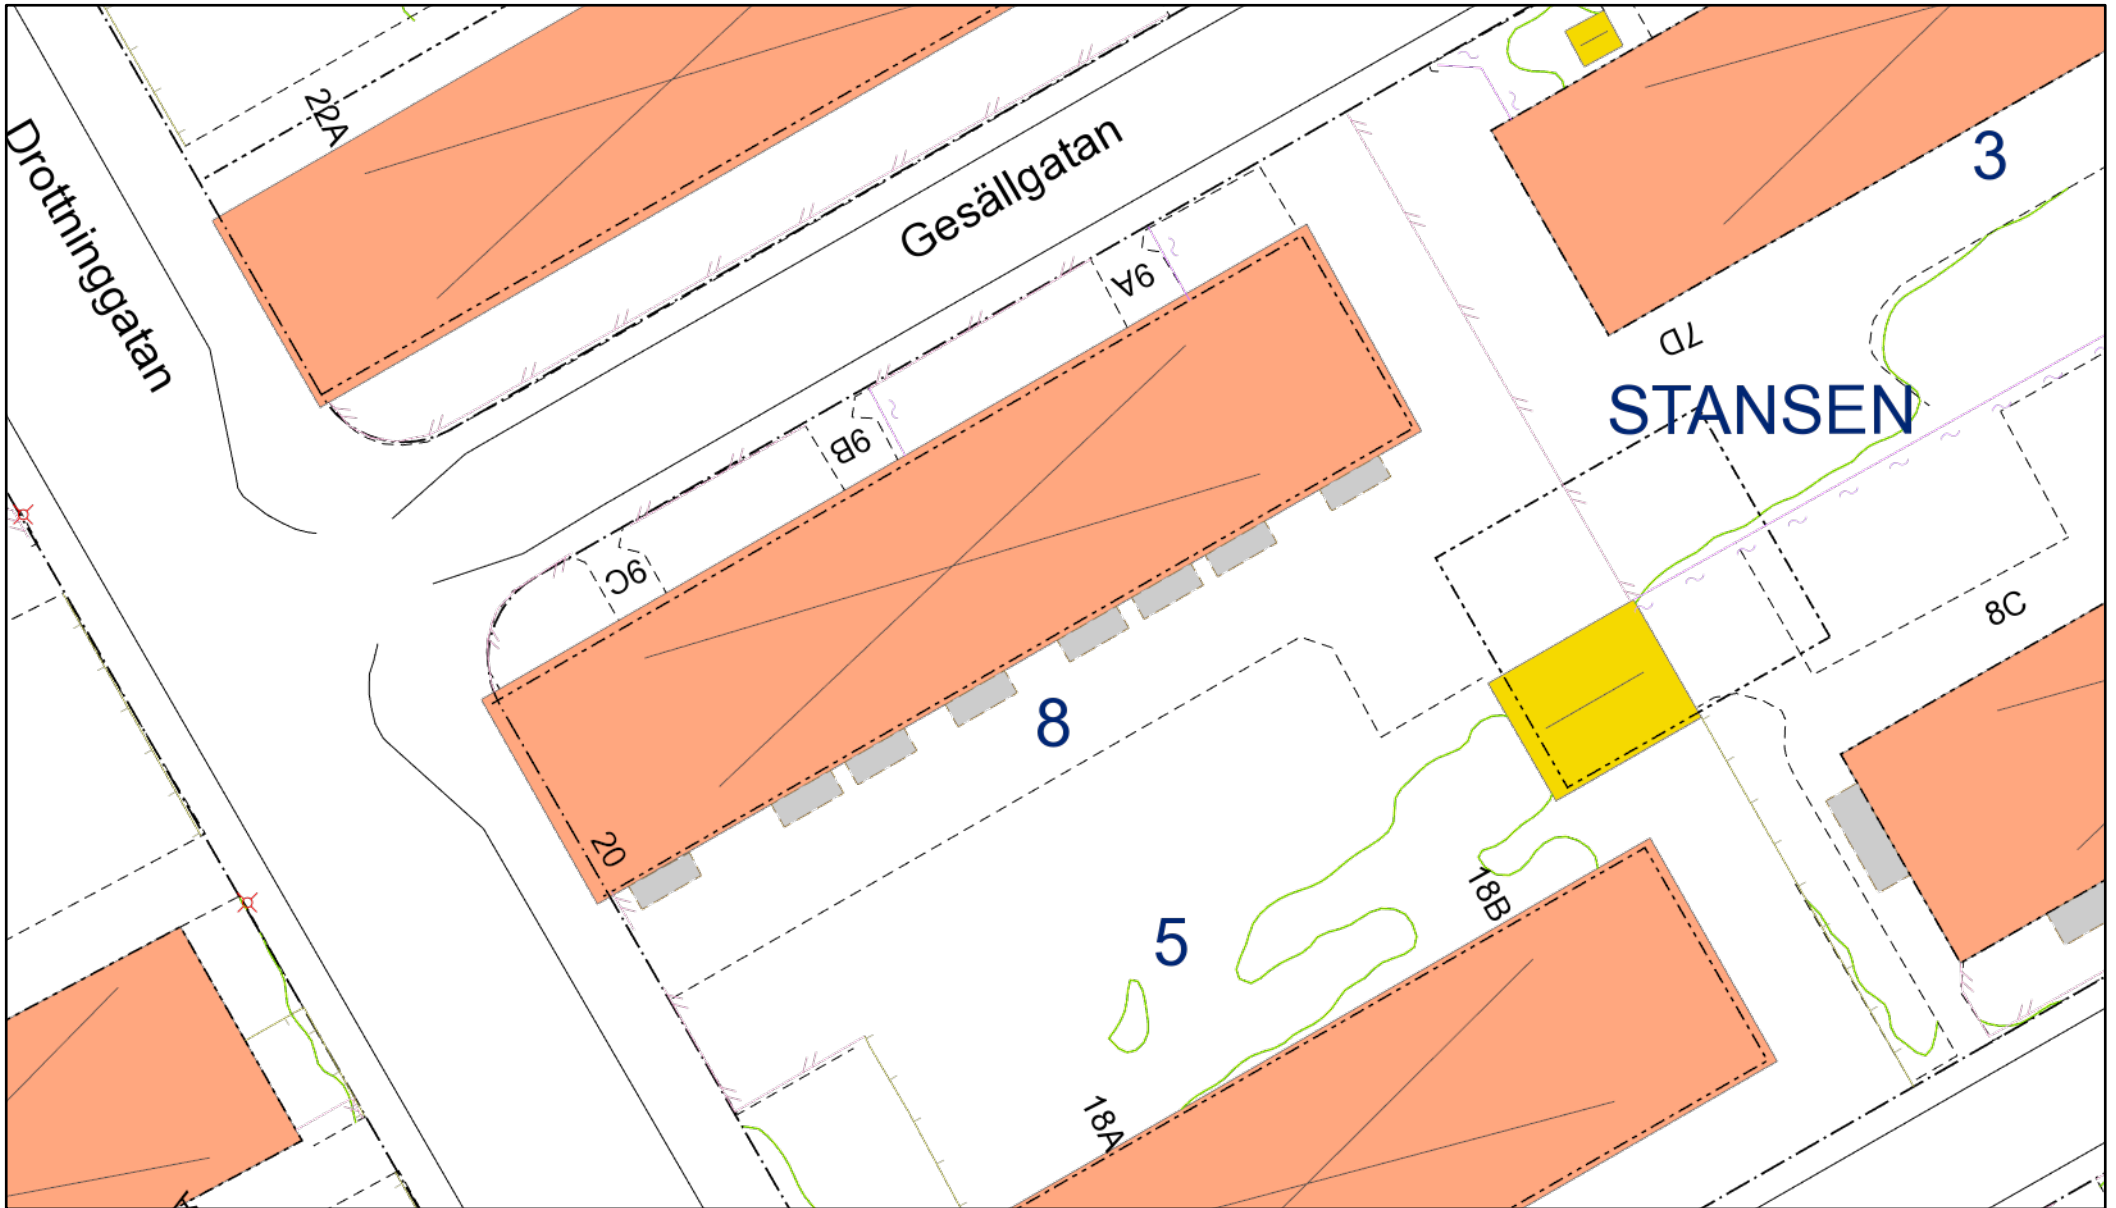 22A
Drottninggatan
Gesällgatan
3
9A
7D
STANSEN
9B
9C
8C
8
20
18B
5
18A